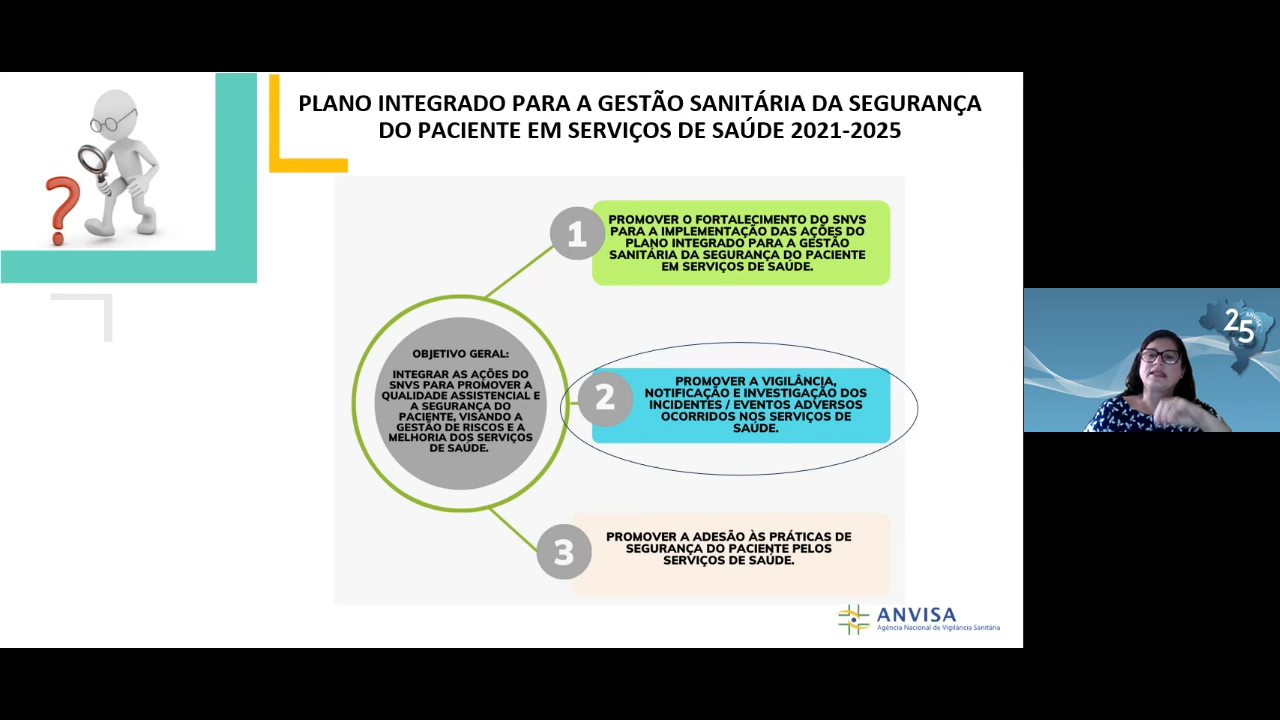 PLANO INTEGRADO PARA A GESTÃO SANITÁRIA DA SEGURANÇA
DO PACIENTE EM SERVIÇOS DE SAÚDE 2021-2025
?
1
PROMOVER O FORTALECIMENTO DO SNVS
PARA A IMPLEMENTAÇÃO DAS AÇÕES DO
PLANO INTEGRADO PARA A GESTÃO
SANITÁRIA DA SEGURANÇA DO PACIENTE
EM SERVIÇOS DE SAÚDE.
OBJETIVO GERAL:
INTEGRAR AS AÇÕES DO
SNVS PARA PROMOVER A
QUALIDADE ASSISTENCIAL E
A SEGURANÇA DO
PACIENTE, VISANDO A
GESTÃO DE RISCOS E A
MELHORIA DOS SERVIÇOS
DE SAÚDE.
2
PROMOVER A VIGILÂNCIA,
NOTIFICAÇÃO E INVESTIGAÇÃO DOS
INCIDENTES / EVENTOS ADVERSOS
OCORRIDOS NOS SERVIÇOS DE
SAÚDE.
3
PROMOVER A ADESÃO ÀS PRÁTICAS DE
SEGURANÇA DO PACIENTE PELOS
SERVIÇOS DE SAÚDE.
ANVISA
Agência Nacional de Vigilância Sanitária
25
ANVISA